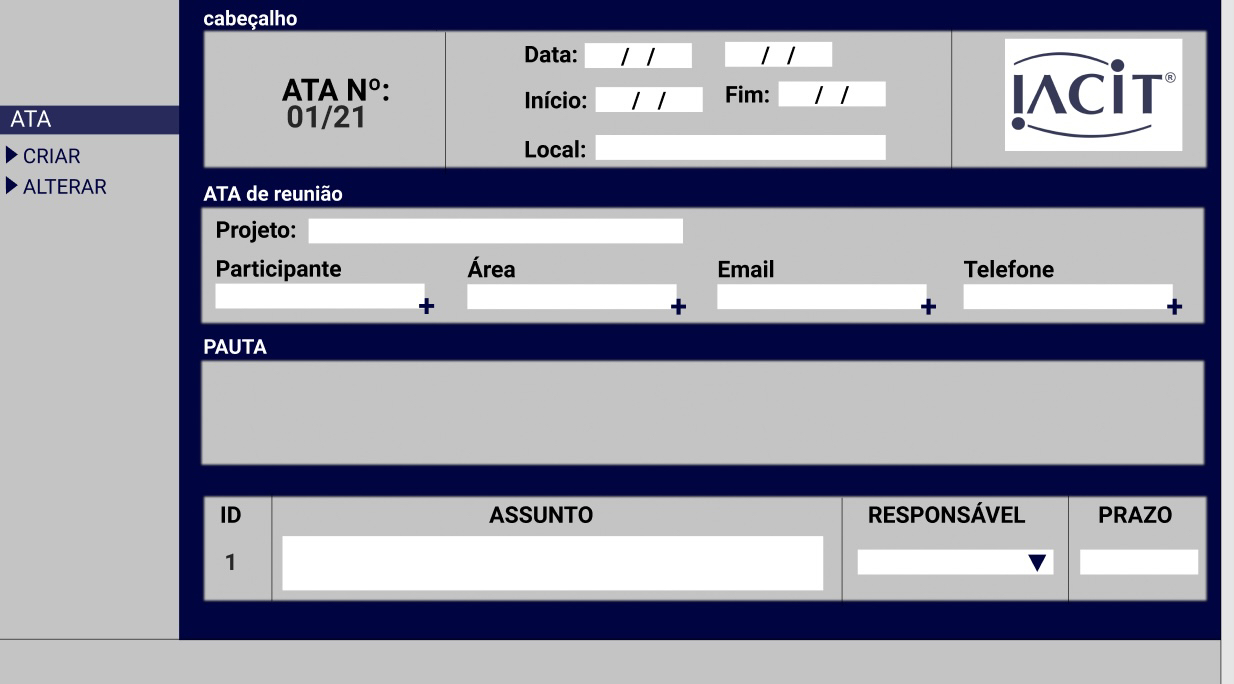 cabeçalho
ATA Nº:
01/21
Data: / / / /
Início: / / Fim: / /
Local:
IACIT®
ATA
CRIAR
ALTERAR
ATA de reunião
Projeto:
Participante Área Email Telefone
+ + + +
PAUTA
ID ASSUNTO RESPONSÁVEL PRAZO
1